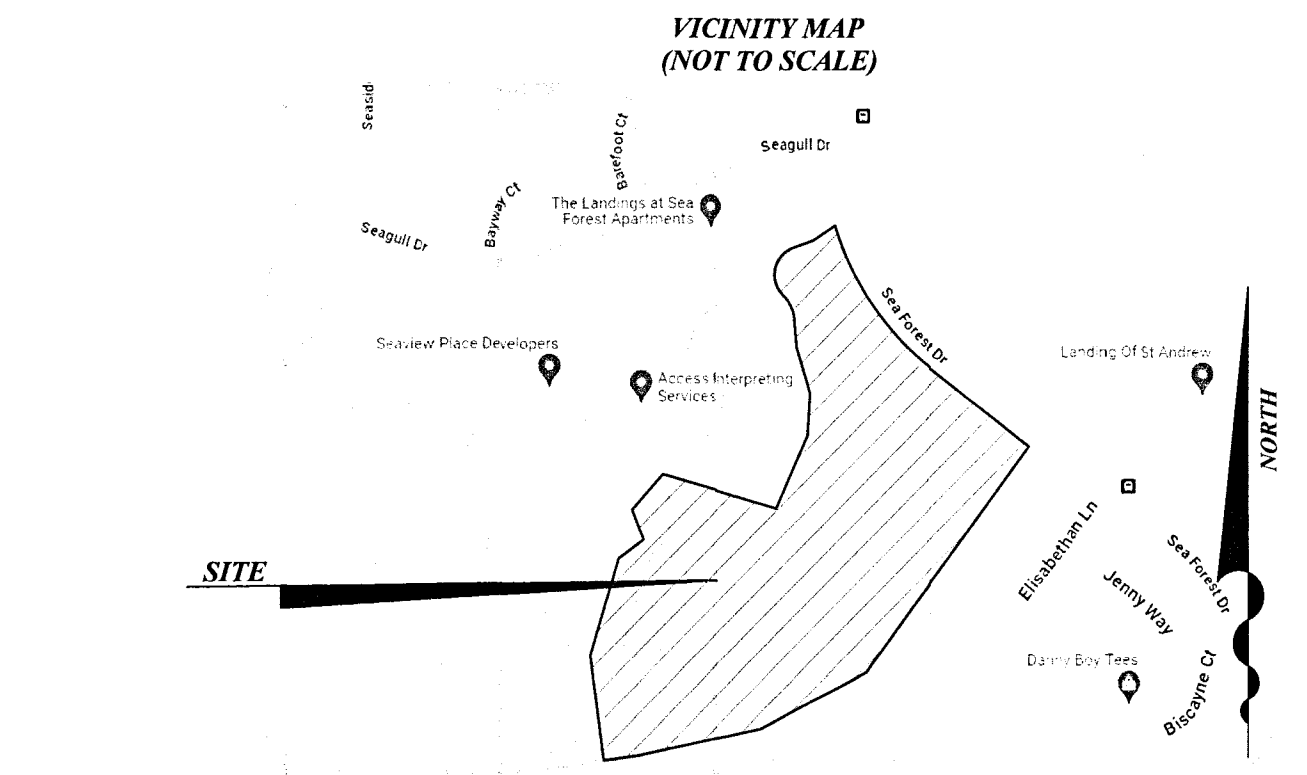 VICINITY MAP
(NOT TO SCALE)
Seasid
Barefoot Ct
Seagull Dr
Bayway Ct
The Landings at Sea
Forest Apartments
Seagull Dr
Sea Forest Dr
Seaview Place Developers
Access Interpreting
Services
Landing Of St Andrew
NORTH
Elisabethan Ln
Sea Forest Dr
Jenny Way
SITE
Danny Boy Tees
Biscayne Ct